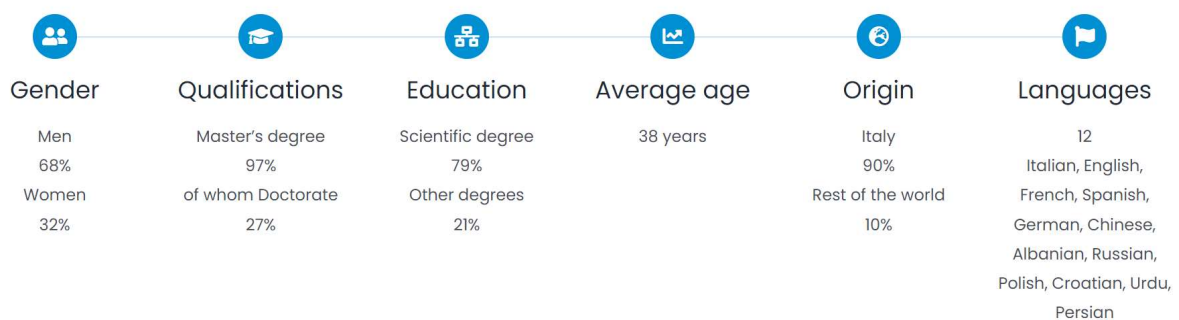 Gender
Men
68%
Women
32%
Qualifications
Master's degree
97%
of whom Doctorate
27%
Education
Scientific degree
79%
Other degrees
21%
Average age
38 years
Origin
Italy
90%
Rest of the world
10%
Languages
12
Italian, English,
French, Spanish,
German, Chinese,
Albanian, Russian,
Polish, Croatian, Urdu,
Persian